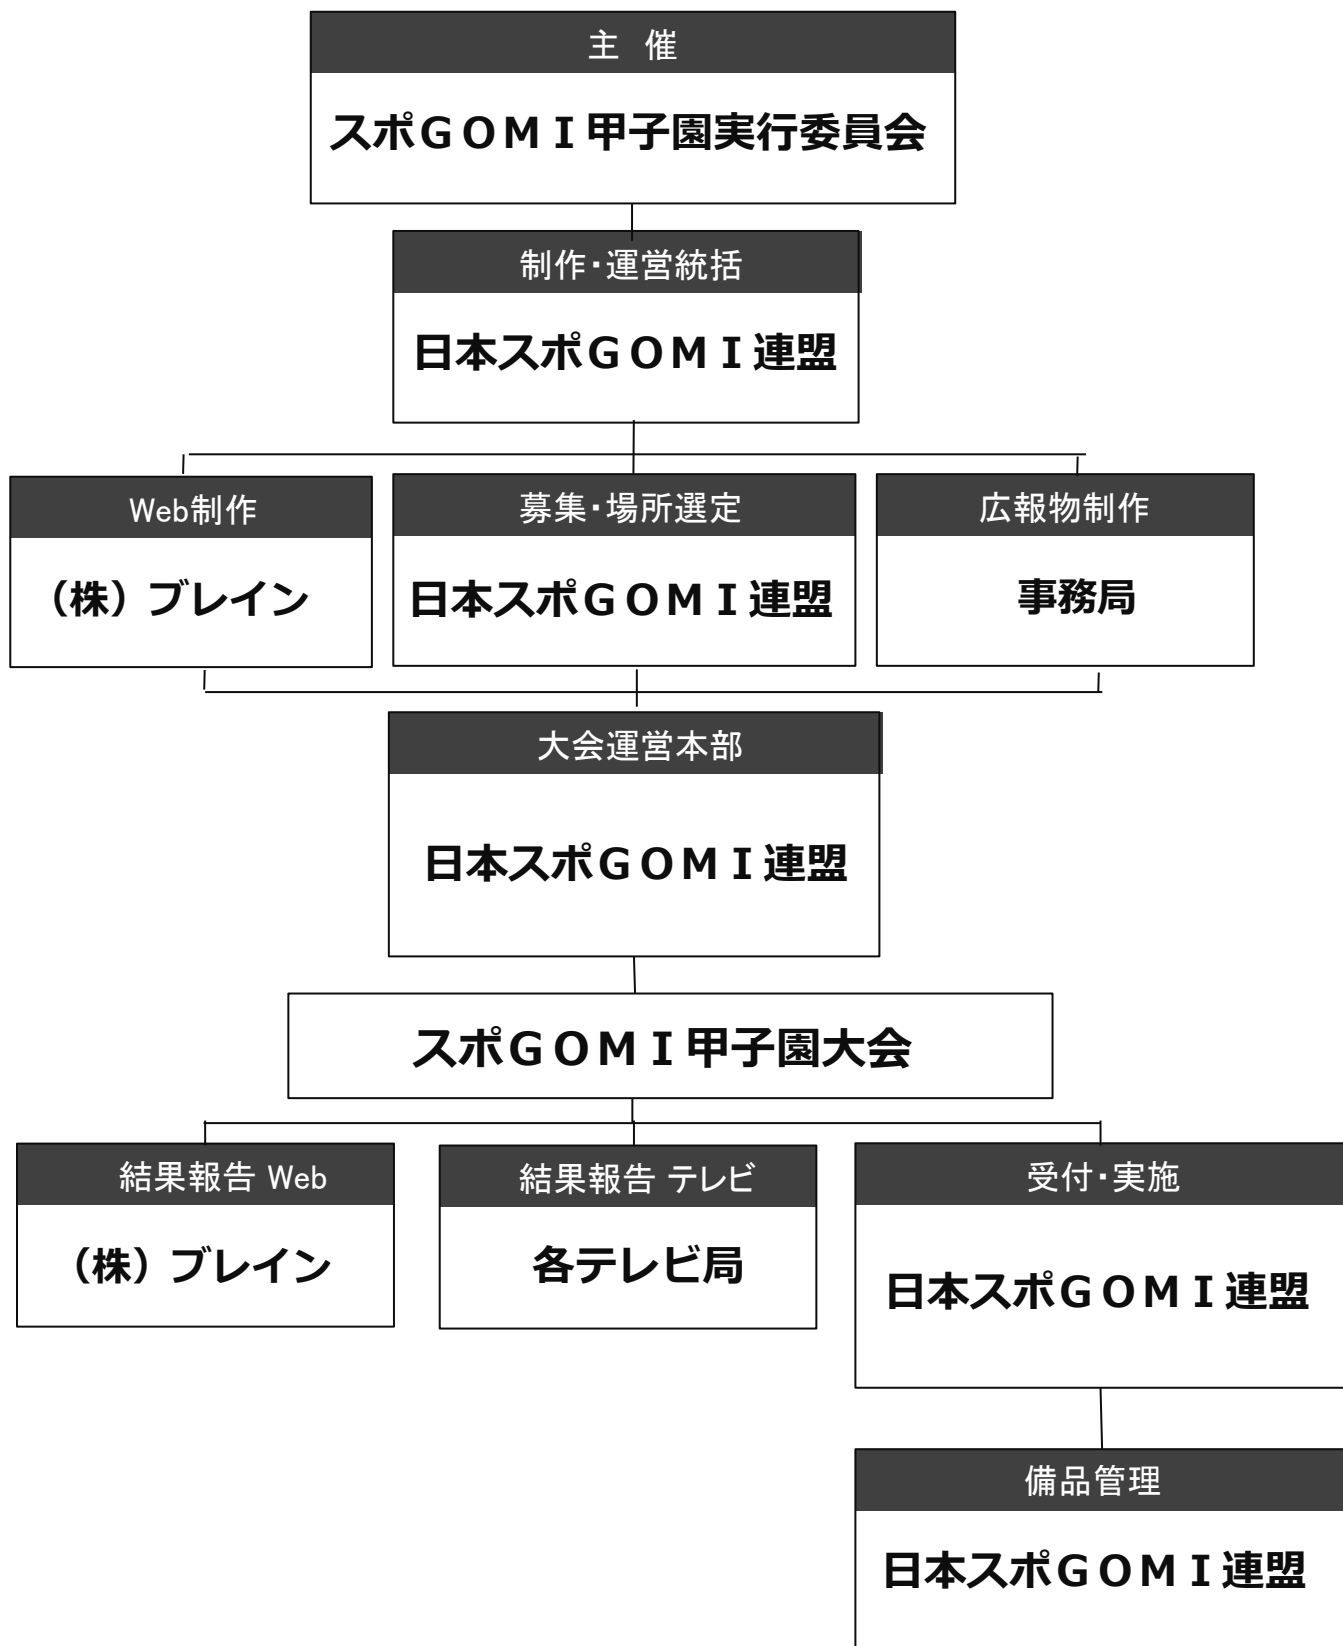 主 催
スポＧＯＭＩ甲子園実行委員会
制作・運営統括
日本スポＧＯＭＩ連盟
Web制作
（株）ブレイン
募集・場所選定
日本スポＧＯＭＩ連盟
広報物制作
事務局
大会運営本部
日本スポＧＯＭＩ連盟
スポＧＯＭＩ甲子園大会
結果報告 Web
（株）ブレイン
結果報告 テレビ
各テレビ局
受付・実施
日本スポＧＯＭＩ連盟
備品管理
日本スポＧＯＭＩ連盟